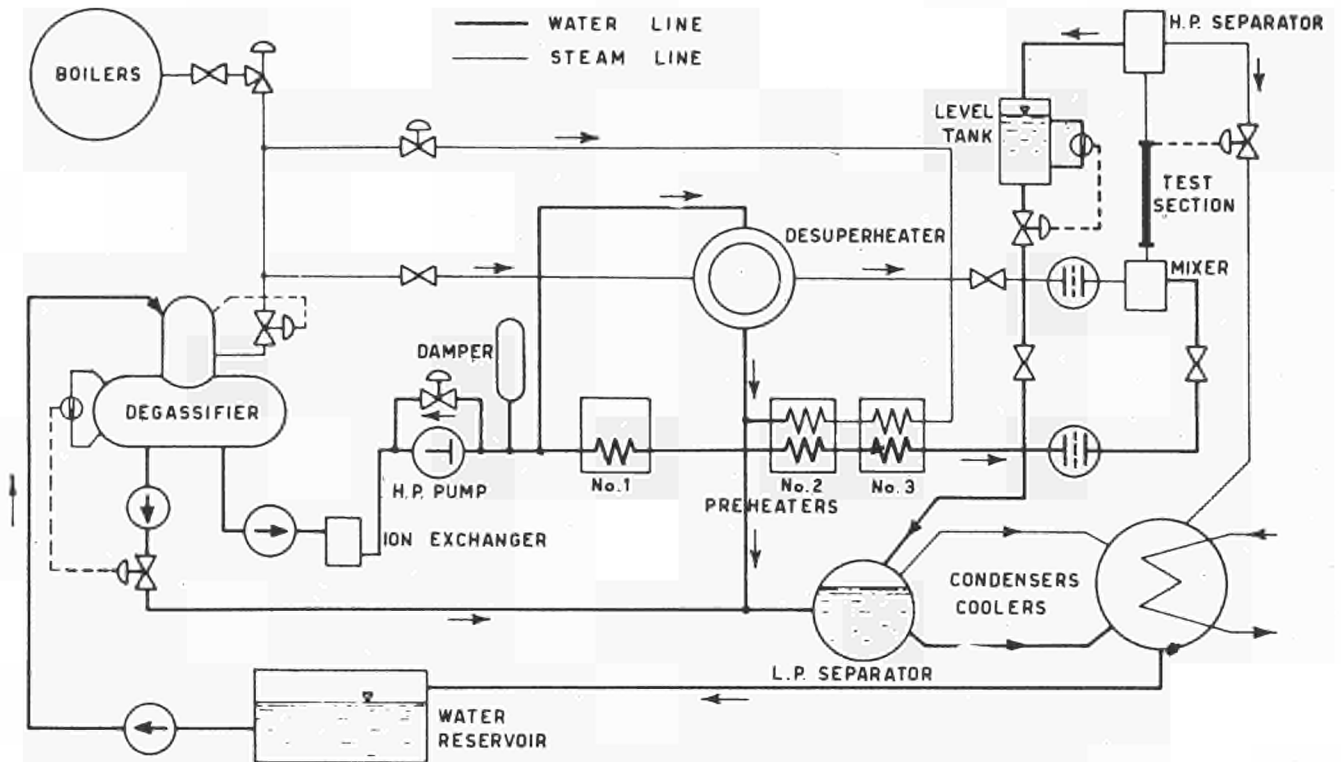 WATER LINE
STEAM LINE
BOILERS
H.P. SEPARATOR
LEVEL
TANK
TEST
SECTION
DESUPERHEATER
MIXER
DAMPER
DEGASSIFIER
H.P. PUMP
No.1
No.2
No.3
PREHEATERS
ION EXCHANGER
CONDENSERS
COOLERS
L.P. SEPARATOR
WATER
RESERVOIR